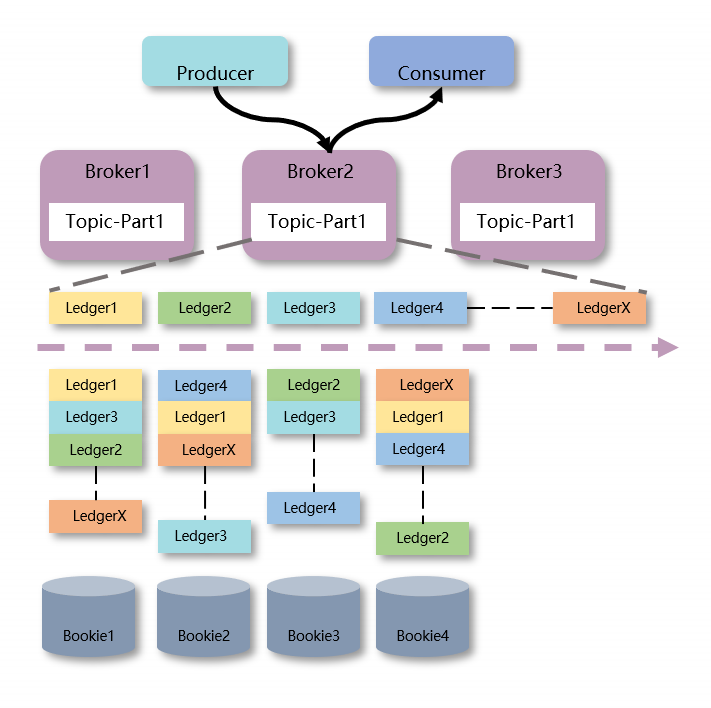 Producer
Consumer
Broker1
Broker2
Broker3
Topic-Part1
Topic-Part1
Topic-Part1
Ledger1
Ledger2
Ledger3
Ledger4
LedgerX
Ledger1
Ledger3
Ledger2
LedgerX
Ledger4
Ledger1
LedgerX
Ledger3
Ledger2
Ledger3
Ledger4
LedgerX
Ledger1
Ledger4
Ledger2
Bookie1
Bookie2
Bookie3
Bookie4